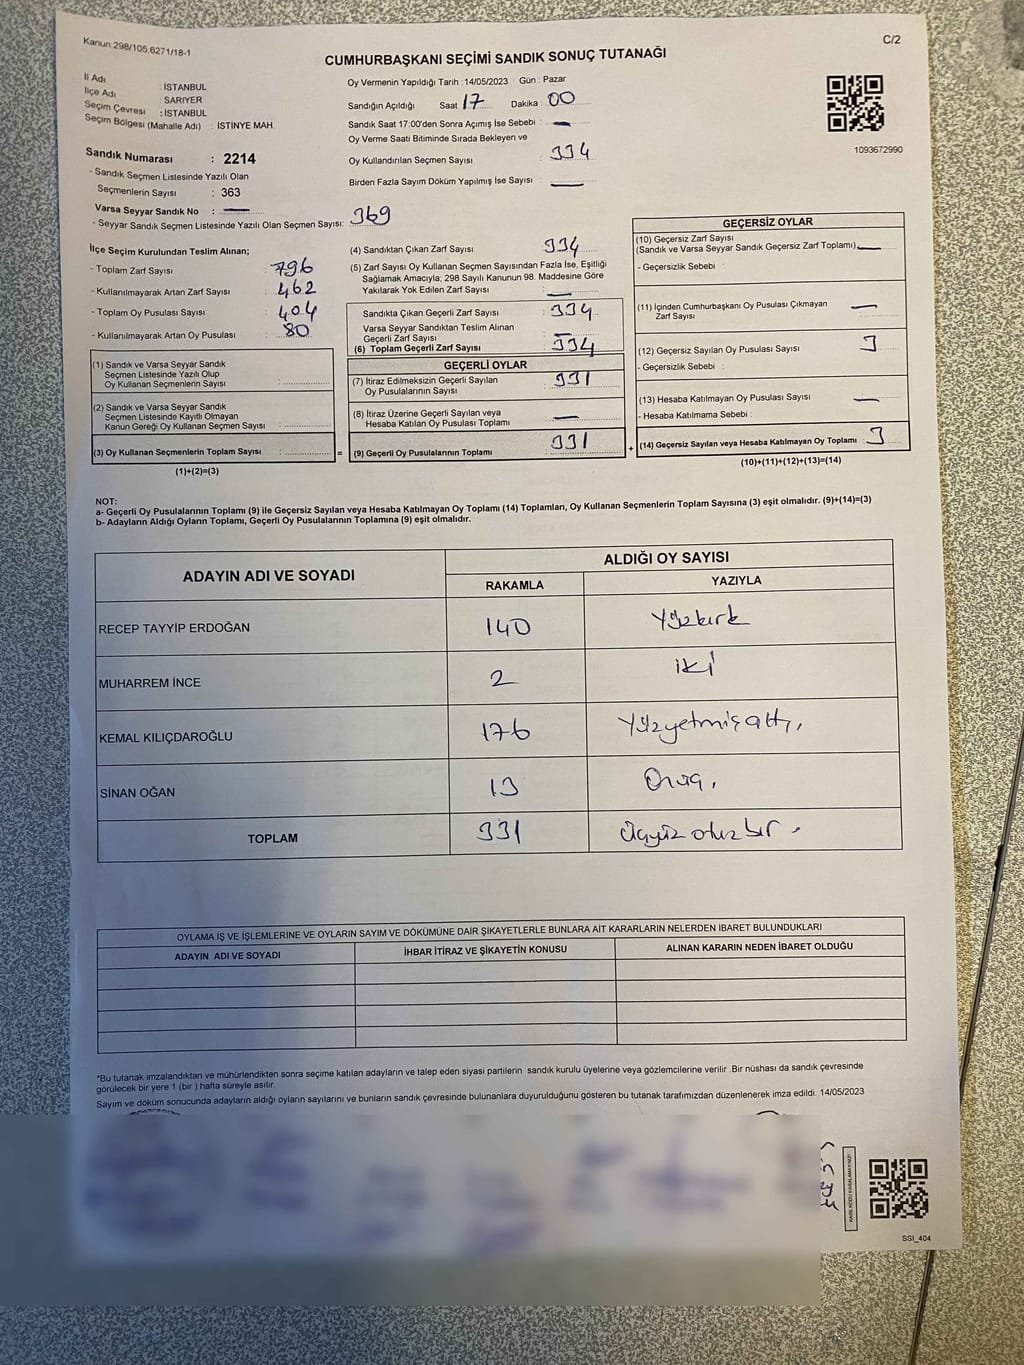 Kanun:298/105,6271/18-1
C/2
CUMHURBAŞKANI SEÇİMİ SANDIK SONUÇ TUTANAĞI
İl Adı : İSTANBUL
İlçe Adı : SARIYER
Seçim Çevresi : İSTANBUL
Seçim Bölgesi (Mahalle Adı) : İSTİNYE MAH.
Oy Vermenin Yapıldığı Tarih :14/05/2023 Gün : Pazar
Sandığın Açıldığı Saat 17 Dakika : 00
Sandık Saat 17:00'den Sonra Açımış İse Sebebi : —
Oy Verme Saati Bitiminde Sırada Bekleyen ve
Oy Kullandırılan Seçmen Sayısı : 334
Birden Fazla Sayım Döküm Yapılmış İse Sayısı : —
1093672990
Sandık Numarası : 2214
- Sandık Seçmen Listesinde Yazılı Olan
Seçmenlerin Sayısı : 363
Varsa Seyyar Sandık No : —
- Seyyar Sandık Seçmen Listesinde Yazılı Olan Seçmen Sayısı: 369
İlçe Seçim Kurulundan Teslim Alınan;
- Toplam Zarf Sayısı : 796
- Kullanılmayarak Artan Zarf Sayısı : 462
- Toplam Oy Pusulası Sayısı : 404
- Kullanılmayarak Artan Oy Pusulası : 80
(1) Sandık ve Varsa Seyyar Sandık
Seçmen Listesinde Yazılı Olup
Oy Kullanan Seçmenlerin Sayısı :
(2) Sandık ve Varsa Seyyar Sandık
Seçmen Listesinde Kayıtlı Olmayan
Kanun Gereği Oy Kullanan Seçmen Sayısı :
(3) Oy Kullanan Seçmenlerin Toplam Sayısı :
(1)+(2)=(3)
(4) Sandıktan Çıkan Zarf Sayısı : 334
(5) Zarf Sayısı Oy Kullanan Seçmen Sayısından Fazla İse, Eşitliği
Sağlamak Amacıyla; 298 Sayılı Kanunun 98. Maddesine Göre
Yakılarak Yok Edilen Zarf Sayısı : —
Sandıkta Çıkan Geçerli Zarf Sayısı : 334
Varsa Seyyar Sandıktan Teslim Alınan
Geçerli Zarf Sayısı : —
(6) Toplam Geçerli Zarf Sayısı : 334
GEÇERLİ OYLAR
(7) İtiraz Edilmeksizin Geçerli Sayılan
Oy Pusulalarının Sayısı : 331
(8) İtiraz Üzerine Geçerli Sayılan veya
Hesaba Katılan Oy Pusulası Toplamı : —
= (9) Geçerli Oy Pusulalarının Toplamı : 331
GEÇERSİZ OYLAR
(10) Geçersiz Zarf Sayısı
(Sandık ve Varsa Seyyar Sandık Geçersiz Zarf Toplamı) —
- Geçersizlik Sebebi :
(11) İçinden Cumhurbaşkanı Oy Pusulası Çıkmayan
Zarf Sayısı : —
(12) Geçersiz Sayılan Oy Pusulası Sayısı : 3
- Geçersizlik Sebebi :
(13) Hesaba Katılmayan Oy Pusulası Sayısı : —
- Hesaba Katılmama Sebebi :
+ (14) Geçersiz Sayılan veya Hesaba Katılmayan Oy Toplamı : 3
(10)+(11)+(12)+(13)=(14)
NOT:
a- Geçerli Oy Pusulalarının Toplamı (9) ile Geçersiz Sayılan veya Hesaba Katılmayan Oy Toplamı (14) Toplamları, Oy Kullanan Seçmenlerin Toplam Sayısına (3) eşit olmalıdır. (9)+(14)=(3)
b- Adayların Aldığı Oyların Toplamı, Geçerli Oy Pusulalarının Toplamına (9) eşit olmalıdır.
ADAYIN ADI VE SOYADI ALDIĞI OY SAYISI
RAKAMLA YAZIYLA
RECEP TAYYİP ERDOĞAN 140 Yüzkırk
MUHARREM İNCE 2 iki
KEMAL KILIÇDAROĞLU 176 Yüzyetmişaltı,
SİNAN OĞAN 13 Onüç,
TOPLAM 331 Üçyüz otuz bir.
OYLAMA İŞ VE İŞLEMLERİNE VE OYLARIN SAYIM VE DÖKÜMÜNE DAİR ŞİKAYETLERLE BUNLARA AİT KARARLARIN NELERDEN İBARET BULUNDUKLARI
ADAYIN ADI VE SOYADI İHBAR İTİRAZ VE ŞİKAYETİN KONUSU ALINAN KARARIN NEDEN İBARET OLDUĞU
*Bu tutanak imzalandıktan ve mühürlendikten sonra seçime katılan adayların ve talep eden siyasi partilerin sandık kurulu üyelerine veya gözlemcilerine verilir .Bir nüshası da sandık çevresinde
görülecek bir yere 1 (bir ) hafta süreyle asılır.
Sayım ve döküm sonucunda adayların aldığı oyların sayılarını ve bunların sandık çevresinde bulunanlara duyurulduğunu gösteren bu tutanak tarafımızdan düzenlenerek imza edildi. 14/05/2023
SSI_404